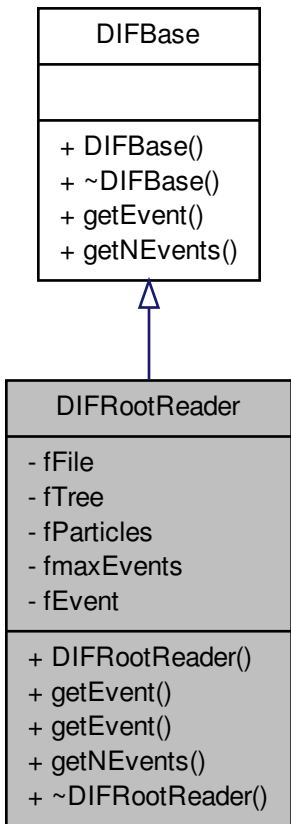 DIFBase
+ DIFBase()
+ ~DIFBase()
+ getEvent()
+ getNEvents()
DIFRootReader
- fFile
- fTree
- fParticles
- fmaxEvents
- fEvent
+ DIFRootReader()
+ getEvent()
+ getEvent()
+ getNEvents()
+ ~DIFRootReader()